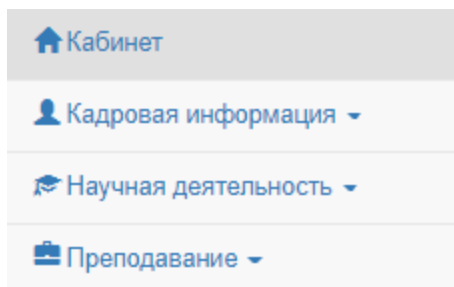 Кабинет
Кадровая информация
Научная деятельность
Преподавание